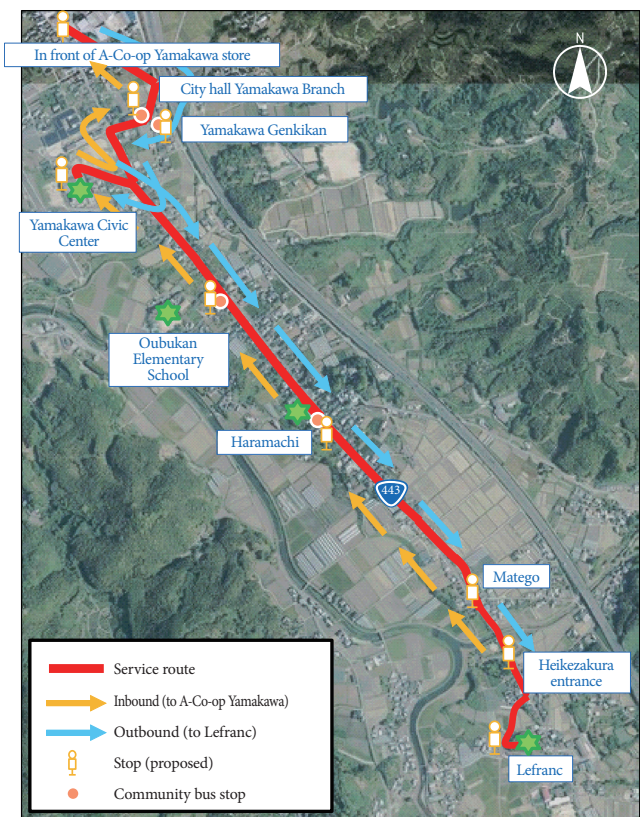 N
In front of A-Co-op Yamakawa store
City hall Yamakawa Branch
Yamakawa Genkikan
Yamakawa Civic
Center
Oubukan
Elementary
School
Haramachi
443
Matego
Heikezakura
entrance
Lefranc
Service route
Inbound (to A-Co-op Yamakawa)
Outbound (to Lefranc)
Stop (proposed)
Community bus stop